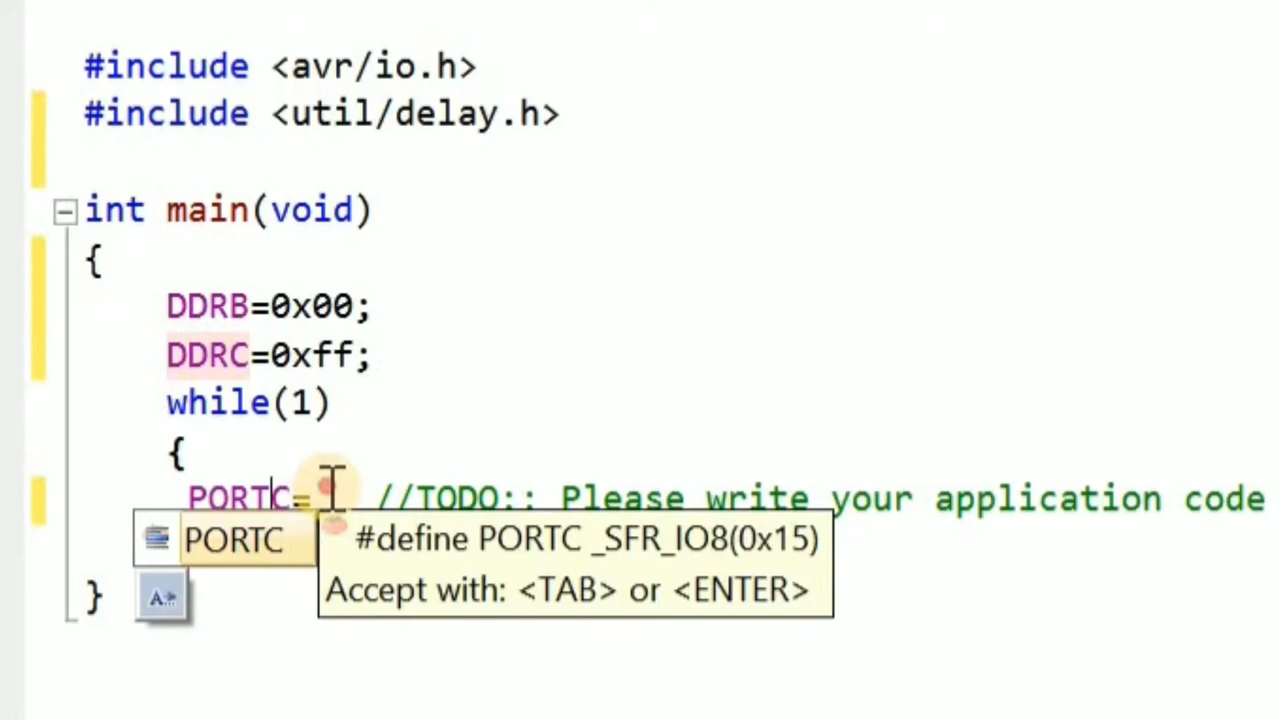 #include <avr/io.h>
#include <util/delay.h>
int main(void)
{
DDRB=0x00;
DDRC=0xff;
while(1)
{
PORTC= //TODO:: Please write your application code
PORTC #define PORTC _SFR_IO8(0x15)
Accept with: <TAB> or <ENTER>
} A